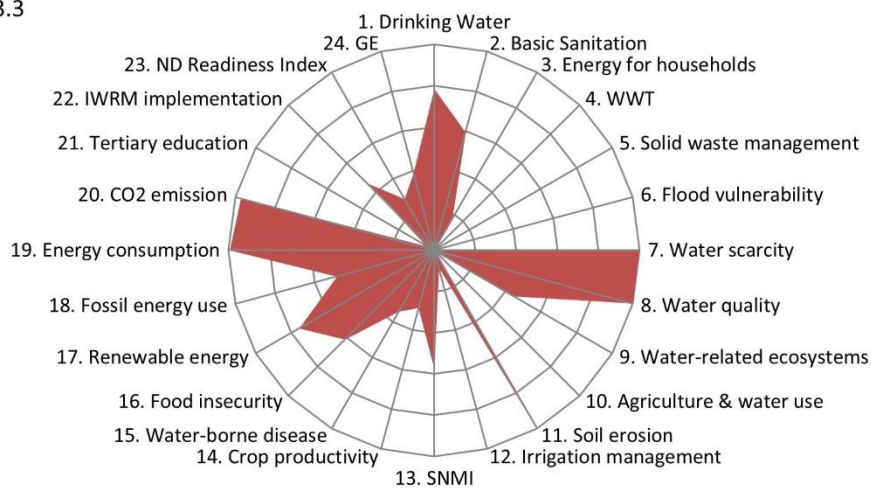 3.3
1. Drinking Water
2. Basic Sanitation
3. Energy for households
4. WWT
5. Solid waste management
6. Flood vulnerability
7. Water scarcity
8. Water quality
9. Water-related ecosystems
10. Agriculture & water use
11. Soil erosion
12. Irrigation management
13. SNMI
14. Crop productivity
15. Water-borne disease
16. Food insecurity
17. Renewable energy
18. Fossil energy use
19. Energy consumption
20. CO2 emission
21. Tertiary education
22. IWRM implementation
23. ND Readiness Index
24. GE